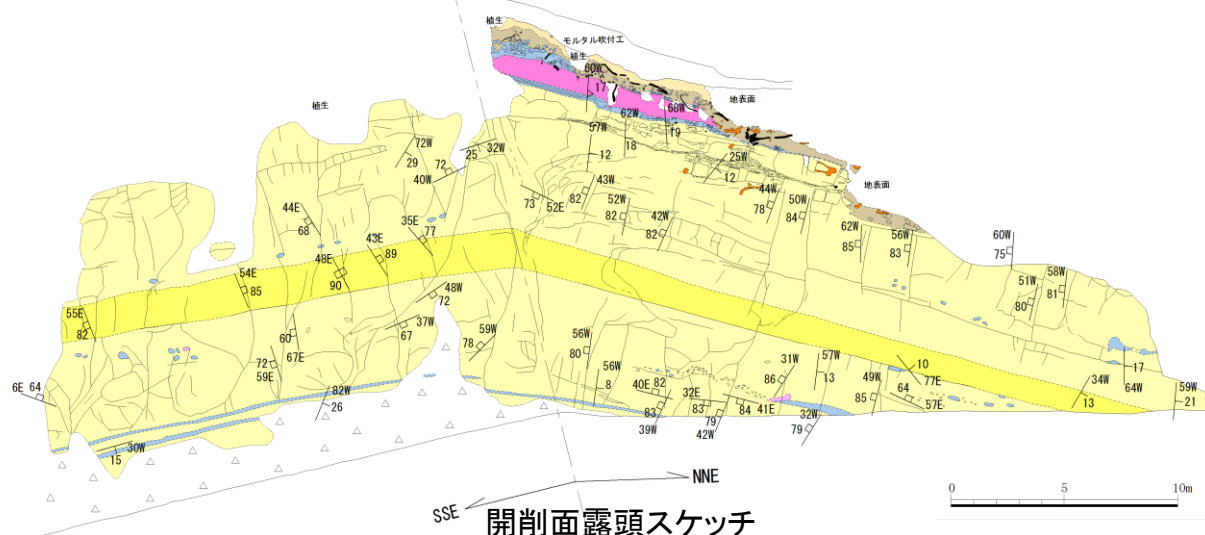 植生
モルタル吹付工
植生
60W
17
地表面
植生
62W
68W
19
57W
18
72W
29
72
25
32W
40W
12
25W
12
43W
82
44W
78
地表面
44E
68
35E
77
73
52E
52W
82
42W
82
50W
84
62W
85
56W
83
60W
75
43E
89
48E
90
54E
85
51W
80
58W
81
55E
82
48W
72
37W
67
60
67E
59W
78
56W
80
72
59E
56W
8
31W
86
57W
13
10
77E
17
64W
6E 64
82W
26
40E
82
83
39W
32E
83
79
42W
84
41E
32W
79
49W
85
64
57E
34W
13
59W
21
30W
15
NNE
SSE
0
5
10m
開削面露頭スケッチ